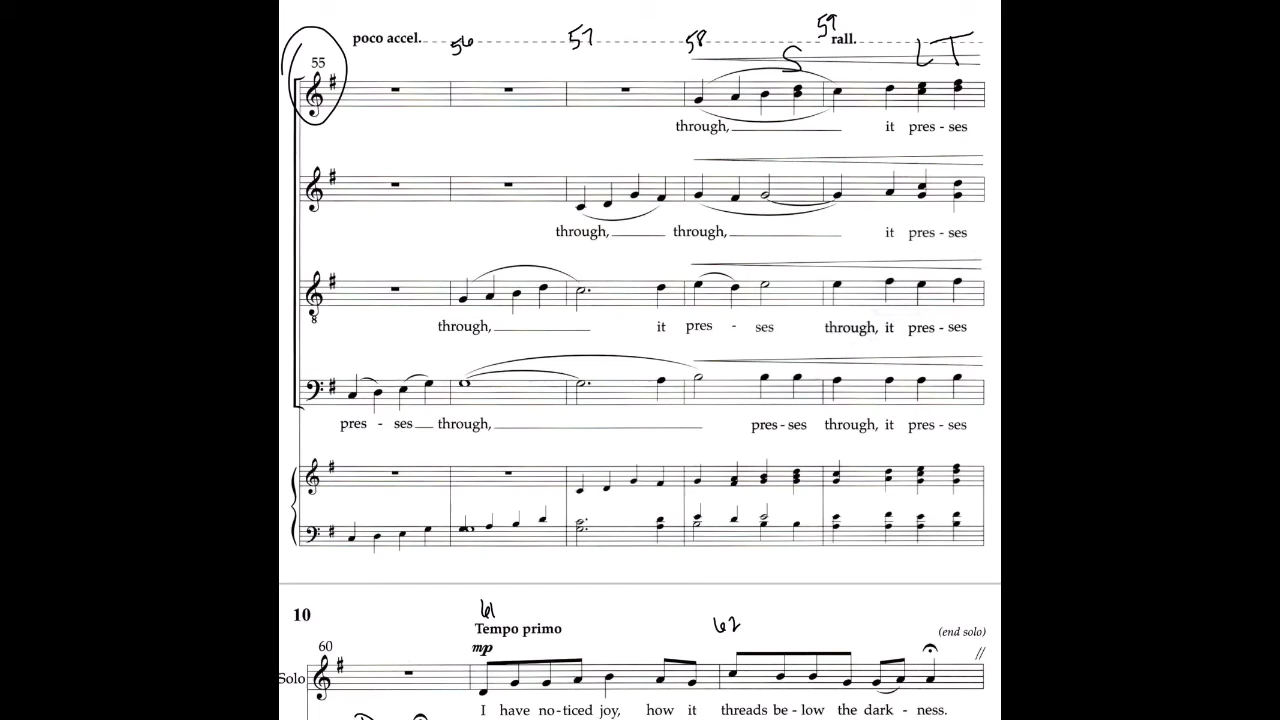 59
poco accel. 56 57 58 rall.
55 S LT
through, it pres - ses
through, through, it pres - ses
8
through, it pres - ses through, it pres - ses
pres - ses through, pres - ses through, it pres - ses
10 61
Tempo primo 62 (end solo)
60 mp //
Solo
I have no-ticed joy, how it threads be - low the dark - ness.